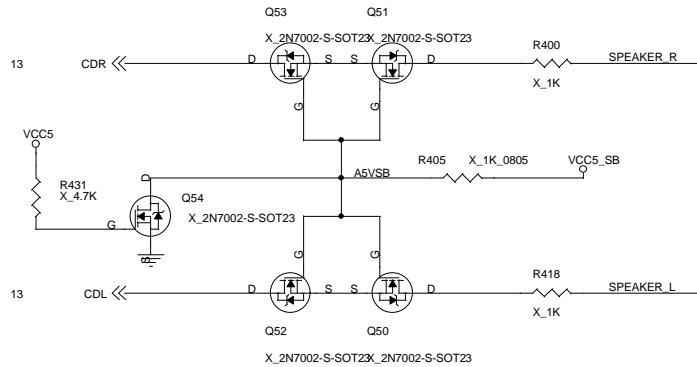 Q53 Q51
X_2N7002-S-SOT23 X_2N7002-S-SOT23
13 CDR D S S D R400 SPEAKER_R
X_1K
G G
VCC5
R431
X_4.7K
D
A5VSB R405 X_1K_0805 VCC5_SB
Q54
G X_2N7002-S-SOT23
S
G G
13 CDL D S S D R418 SPEAKER_L
X_1K
Q52 Q50
X_2N7002-S-SOT23 X_2N7002-S-SOT23